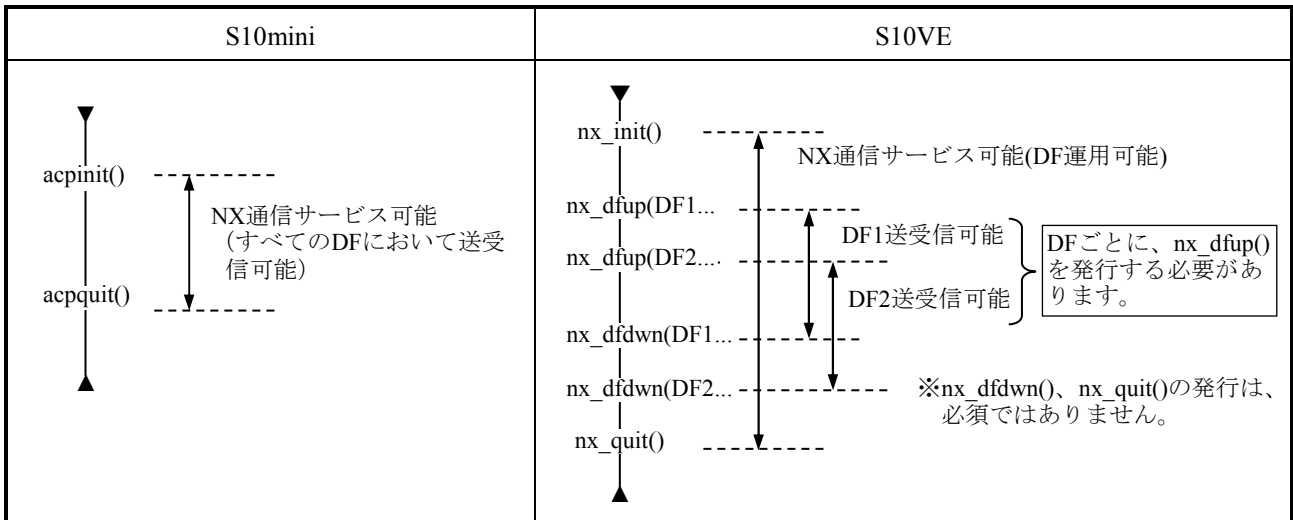 S10mini
S10VE
acpinit()
NX通信サービス可能
（すべてのDFにおいて送受
信可能）
acpquit()
nx_init()
NX通信サービス可能(DF運用可能)
nx_dfup(DF1...
DF1送受信可能
nx_dfup(DF2...
DF2送受信可能
DFごとに、nx_dfup()
を発行する必要があ
ります。
nx_dfdwn(DF1...
nx_dfdwn(DF2...
※nx_dfdwn()、nx_quit()の発行は、
必須ではありません。
nx_quit()